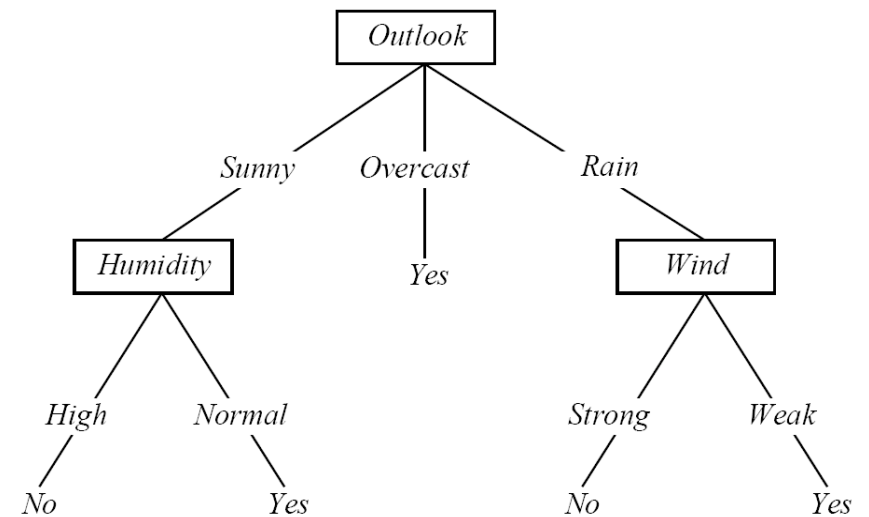 Outlook
Sunny Overcast Rain
Humidity Yes Wind
High Normal Strong Weak
No Yes No Yes